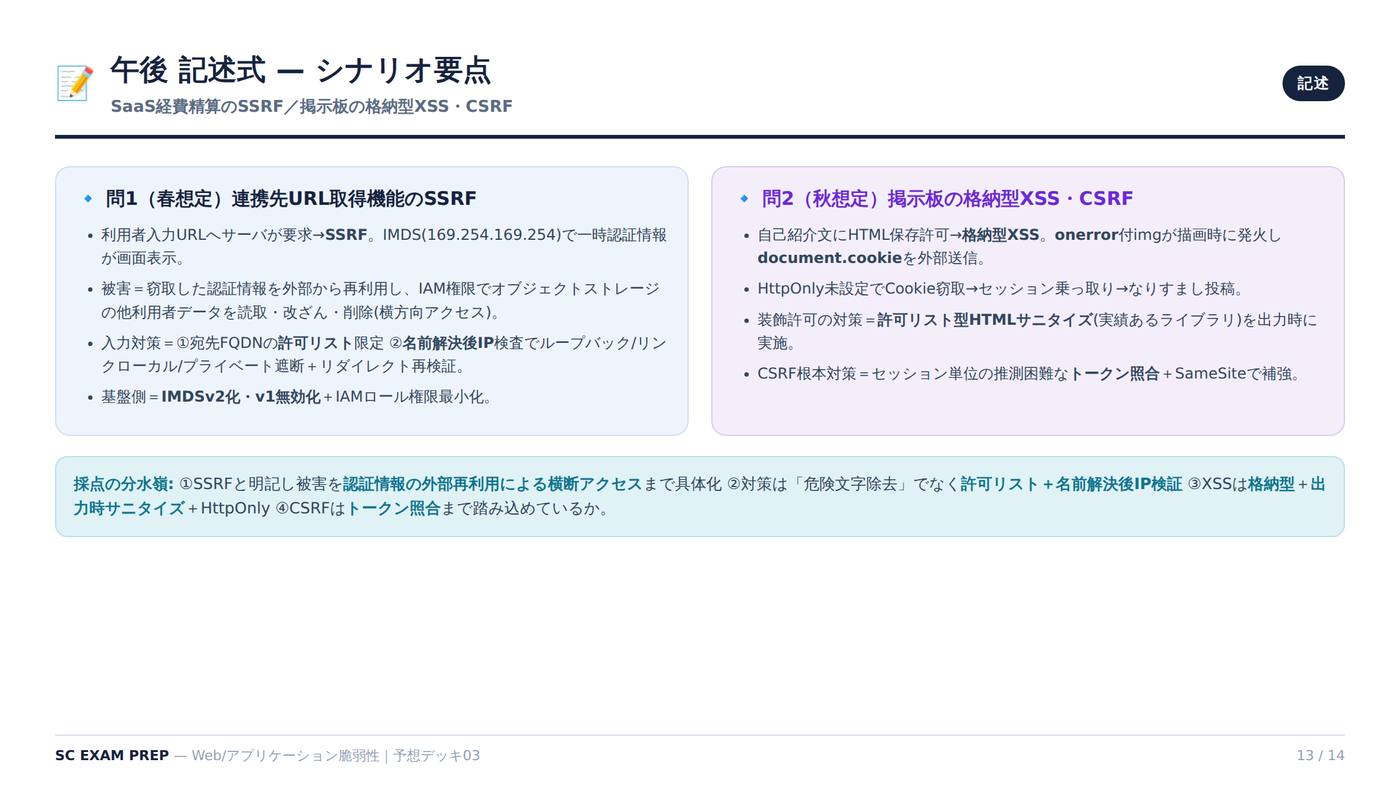 午後 記述式 — シナリオ要点
SaaS経費精算のSSRF／掲示板の格納型XSS・CSRF
記述
問1（春想定）連携先URL取得機能のSSRF
• 利用者入力URLへサーバが要求→SSRF。IMDS(169.254.169.254)で一時認証情報
が画面表示。
• 被害＝窃取した認証情報を外部から再利用し、IAM権限でオブジェクトストレージ
の他利用者データを読取・改ざん・削除(横方向アクセス)。
• 入力対策＝①宛先FQDNの許可リスト限定 ②名前解決後IP検査でループバック/リン
クローカル/プライベート遮断＋リダイレクト再検証。
• 基盤側＝IMDSv2化・v1無効化＋IAMロール権限最小化。
問2（秋想定）掲示板の格納型XSS・CSRF
• 自己紹介文にHTML保存許可→格納型XSS。onerror付imgが描画時に発火し
document.cookieを外部送信。
• HttpOnly未設定でCookie窃取→セッション乗っ取り→なりすまし投稿。
• 装飾許可の対策＝許可リスト型HTMLサニタイズ(実績あるライブラリ)を出力時に
実施。
• CSRF根本対策＝セッション単位の推測困難なトークン照合＋SameSiteで補強。
採点の分水嶺: ①SSRFと明記し被害を認証情報の外部再利用による横断アクセスまで具体化 ②対策は「危険文字除去」でなく許可リスト＋名前解決後IP検証 ③XSSは格納型＋出
力時サニタイズ＋HttpOnly ④CSRFはトークン照合まで踏み込めているか。
SC EXAM PREP — Web/アプリケーション脆弱性｜予想デッキ03
13 / 14